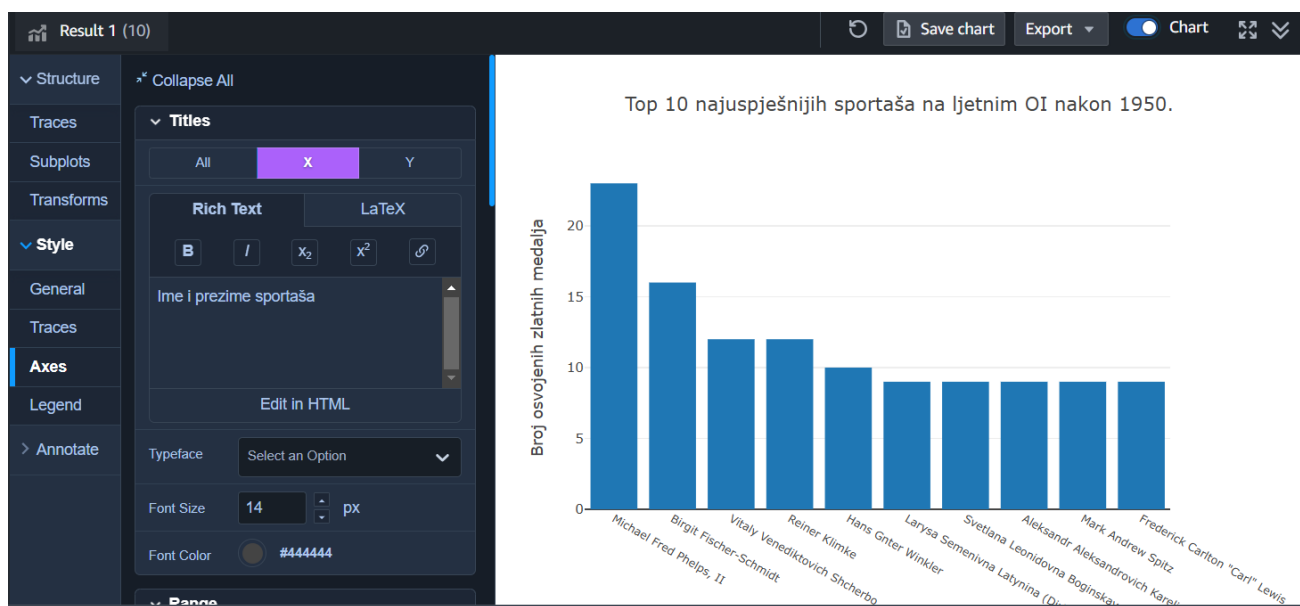 Result 1 (10)
Save chart
Export
Chart
Structure
Traces
Subplots
Transforms
Style
General
Traces
Axes
Legend
Annotate
Collapse All
Titles
All X Y
Rich Text LaTeX
B I x₂ x²
Ime i prezime sportaša
Edit in HTML
Typeface Select an Option
Font Size 14 px
Font Color #444444
Range
Top 10 najuspješnijih sportaša na ljetnim OI nakon 1950.
Broj osvojenih zlatnih medalja
20
15
10
5
0
Michael Fred Phelps, II
Birgit Fischer-Schmidt
Vitaly Venediktovich Shcherbo
Reiner Klimke
Hans Gnter Winkler
Larysa Semenivna Latynina
Svetlana Leonidovna
Aleksandr Aleksandrovich
Mark Andrew Spitz
Frederick Carlton "Carl" Lewis